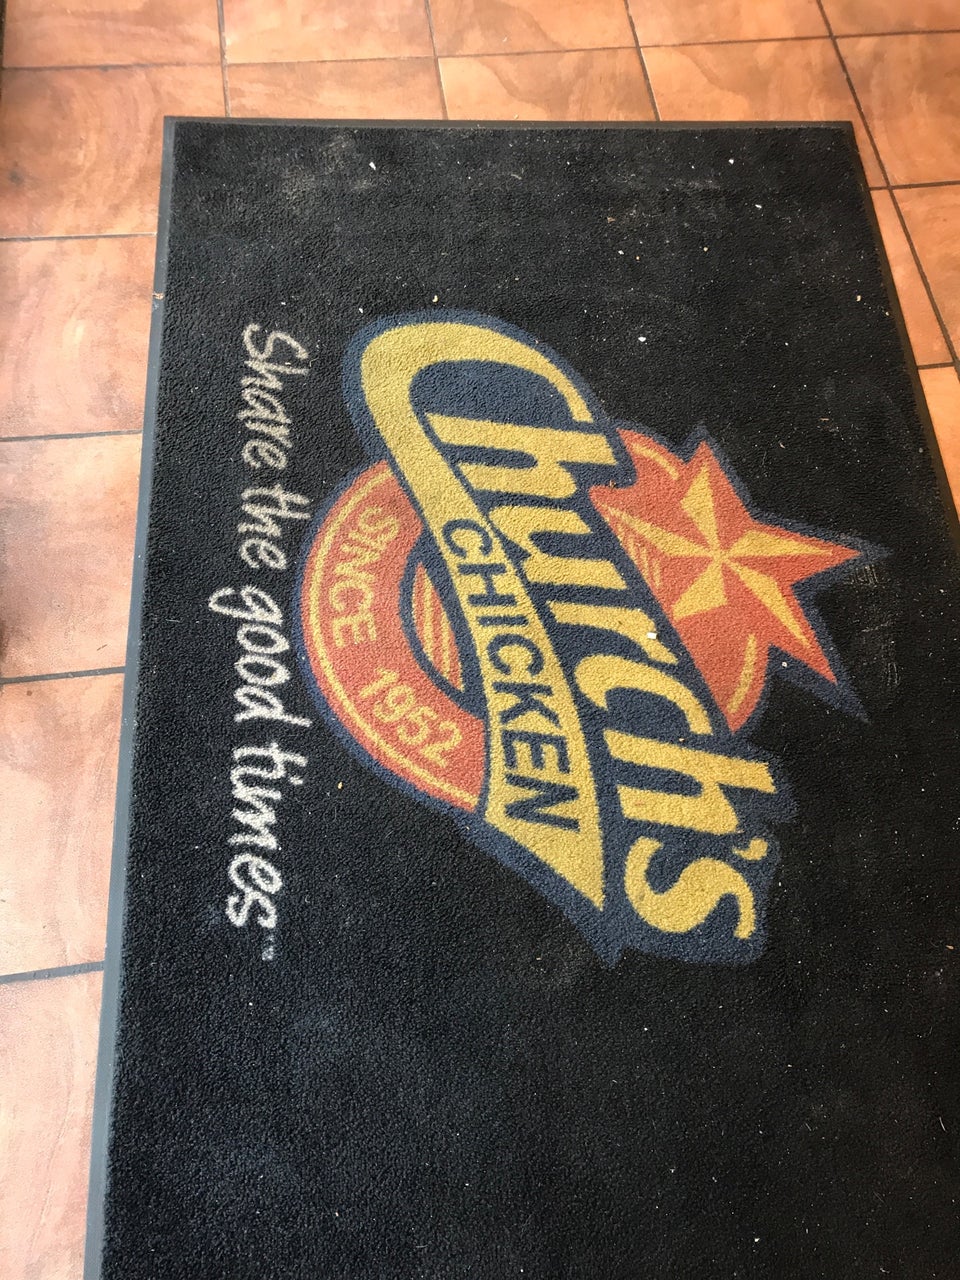 Church's
CHICKEN
SINCE 1952
Share the good times™